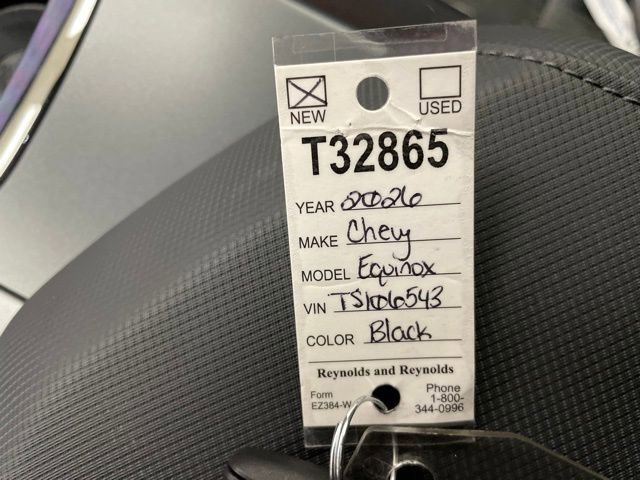 NEW USED
T32865
YEAR 2026
MAKE Chevy
MODEL Equinox
VIN TS106543
COLOR Black
Reynolds and Reynolds
Form Phone
EZ384-W 1-800-
344-0996